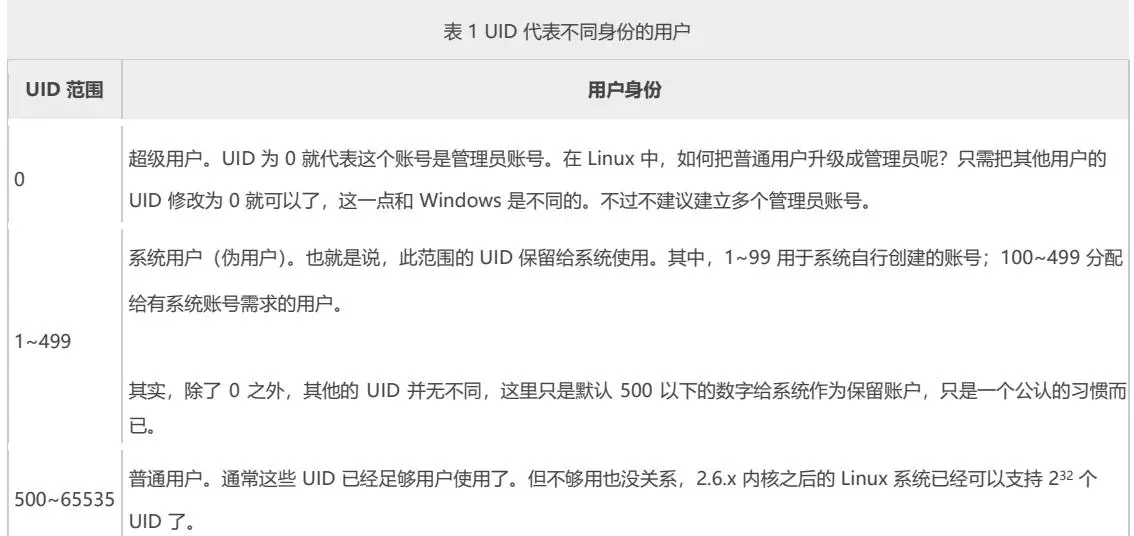 表 1 UID 代表不同身份的用户
UID 范围
用户身份
0
超级用户。UID 为 0 就代表这个账号是管理员账号。在 Linux 中，如何把普通用户升级成管理员呢？只需把其他用户的
UID 修改为 0 就可以了，这一点和 Windows 是不同的。不过不建议建立多个管理员账号。
1~499
系统用户（伪用户）。也就是说，此范围的 UID 保留给系统使用。其中，1~99 用于系统自行创建的账号；100~499 分配
给有系统账号需求的用户。
其实，除了 0 之外，其他的 UID 并无不同，这里只是默认 500 以下的数字给系统作为保留账户，只是一个公认的习惯而
已。
500~65535
普通用户。通常这些 UID 已经足够用户使用了。但不够用也没关系，2.6.x 内核之后的 Linux 系统已经可以支持 2³² 个
UID 了。